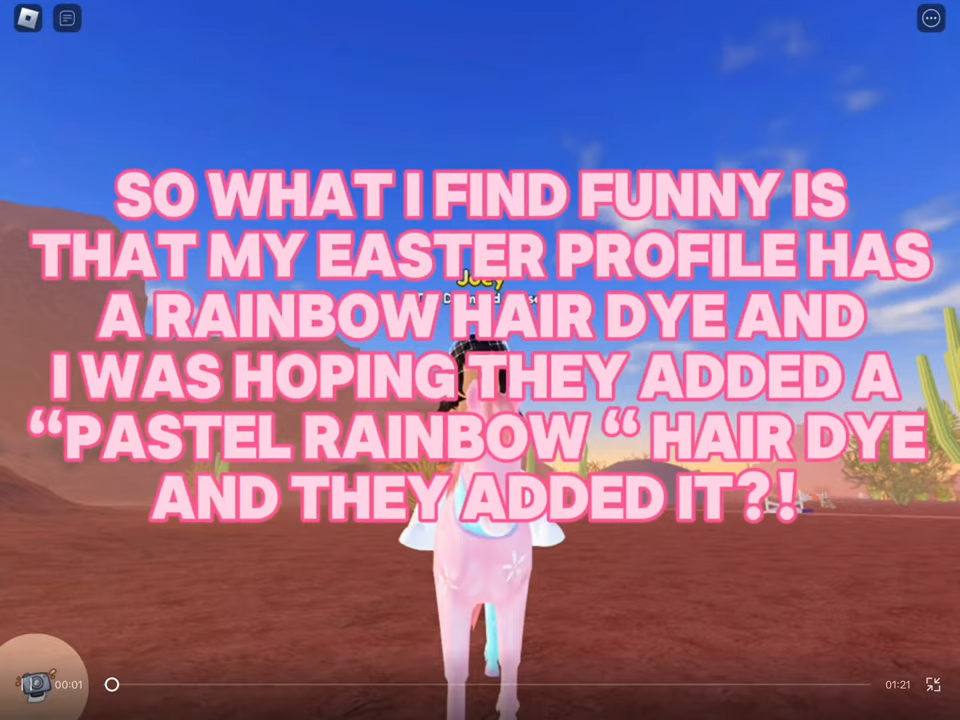 SO WHAT I FIND FUNNY IS
THAT MY EASTER PROFILE HAS
Joey
A RAINBOW HAIR DYE AND
I WAS HOPING THEY ADDED A
“PASTEL RAINBOW “ HAIR DYE
AND THEY ADDED IT?!
00:01
01:21